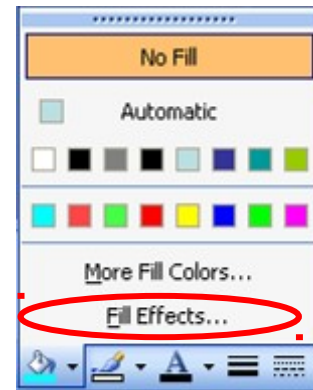 No Fill
Automatic
More Fill Colors...
Fill Effects...
A